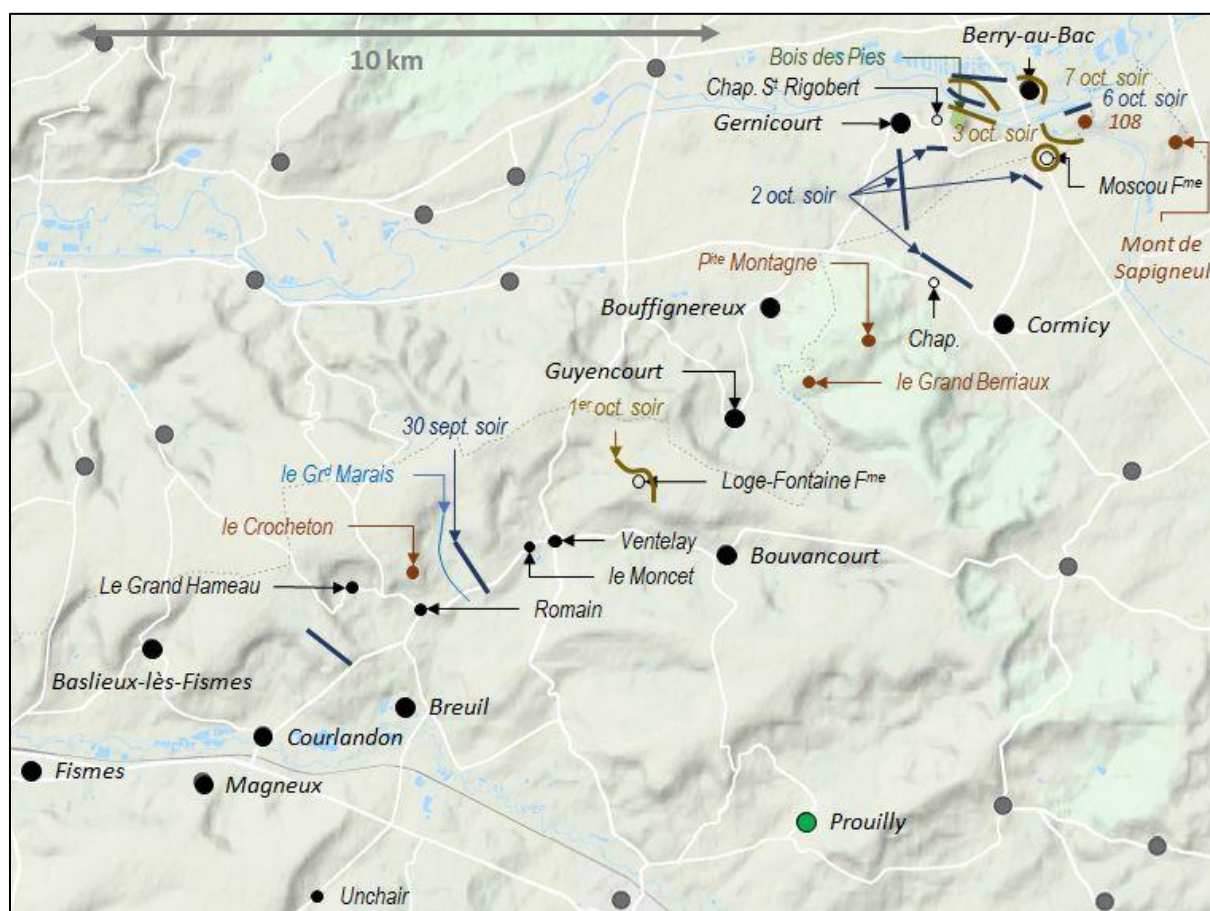 10 km
Berry-au-Bac
Bois des Pies
7 oct. soir
Chap. Sᵗ Rigobert
6 oct. soir
Gernicourt
3 oct. soir
108
Moscou Fᵐᵉ
2 oct. soir
Mont de
Sapigneul
Pᵗᵗᵉ Montagne
Bouffignereux
Chap.
Cormicy
Guyencourt
le Grand Berriaux
1ᵉʳ oct. soir
30 sept. soir
le Grᵈ Marais
Loge-Fontaine Fᵐᵉ
le Crocheton
Ventelay
Bouvancourt
le Moncet
Le Grand Hameau
Romain
Baslieux-lès-Fismes
Breuil
Courlandon
Fismes
Magneux
Prouilly
Unchair